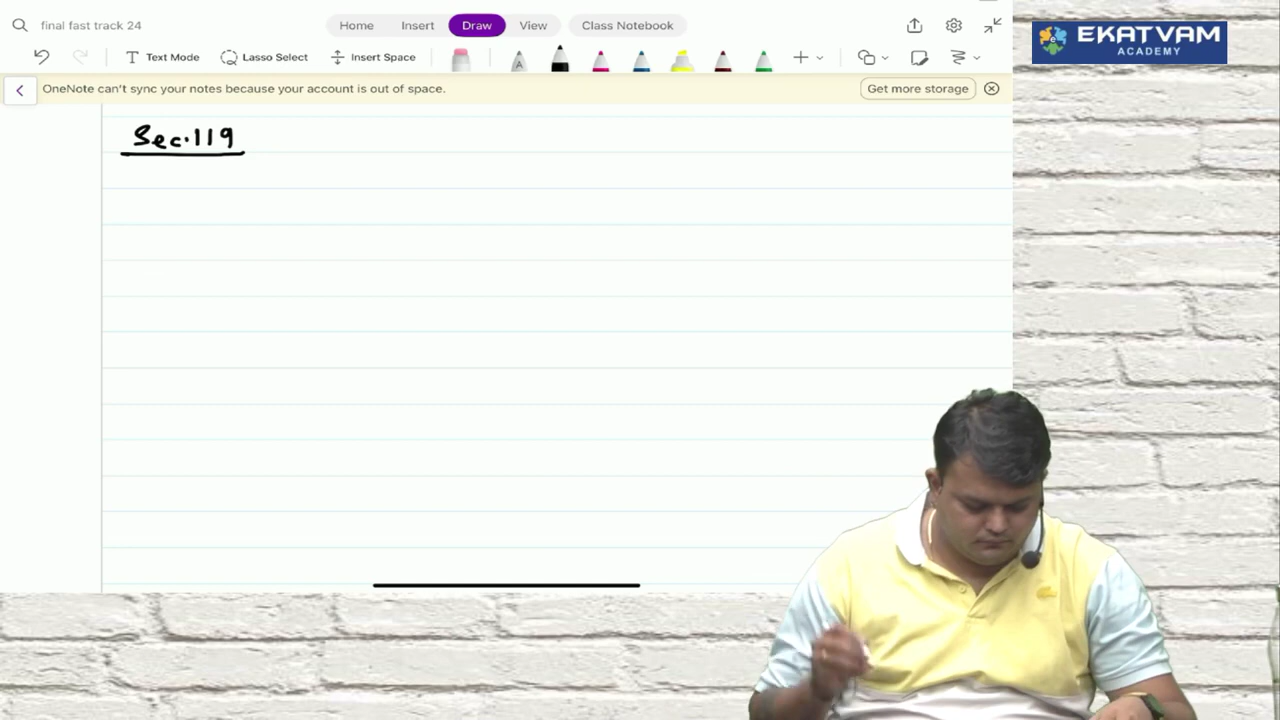 final fast track 24
Home Insert Draw View Class Notebook
Text Mode Lasso Select Insert Space
OneNote can't sync your notes because your account is out of space. Get more storage
Sec. 119
EKATVAM
ACADEMY